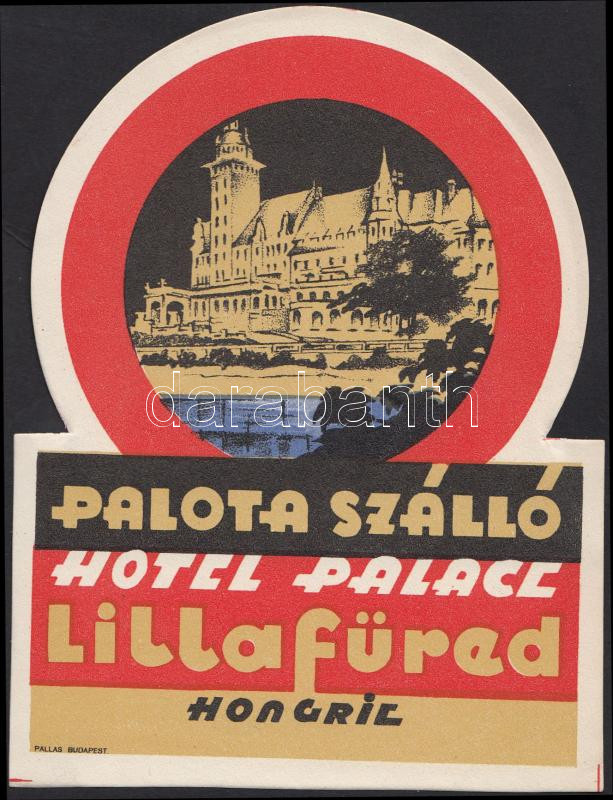 darabanth
PALOTA SZÁLLÓ
HOTEL PALACE
Lillafüred
HONGRIE
PALLAS BUDAPEST.